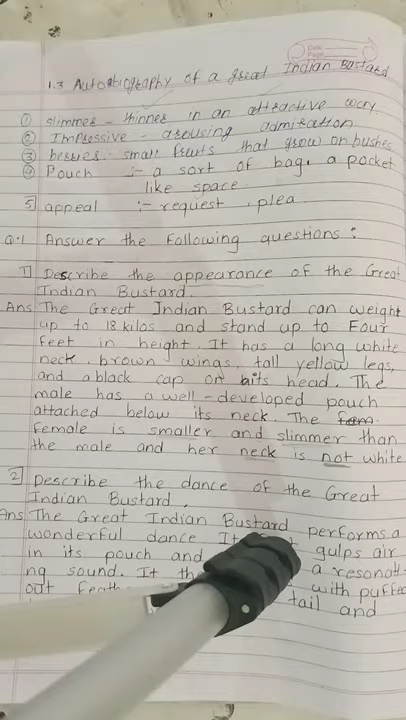 Date
Page
1.3 Autobiography of a great Indian Bustard
① slimmer - thinner in an attractive way
② Impressive - arousing admiration
③ berries - small fruits that grow on bushes
④ Pouch :- a sort of bag, a pocket
like space
5 appeal :- request, plea.
Q.1 Answer the following questions :
1 Describe the appearance of the Great
Indian Bustard.
Ans The Great Indian Bustard can weight
up to 18 kilos and stand up to Four
feet in height. It has a long white
neck, brown wings, tall yellow legs,
and a black cap on its head. The
male has a well-developed pouch
attached below its neck. The
female is smaller and slimmer than
the male and her neck is not white
2 Describe the dance of the Great
Indian Bustard.
Ans The Great Indian Bustard performs a
wonderful dance It gulps air
in its pouch and a resonati-
ng sound. It with puffed
out tail and